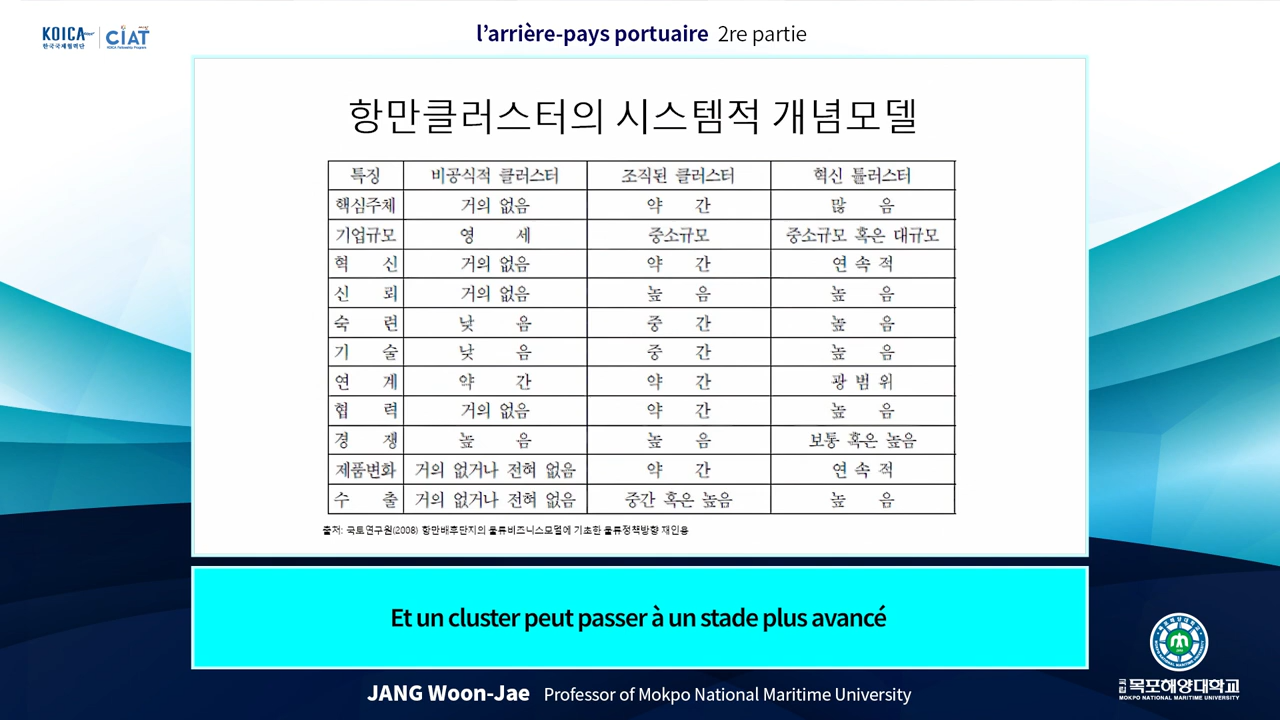 KOICA
한국국제협력단
CIAT
KOICA Fellowship Program
l’arrière-pays portuaire 2re partie
항만클러스터의 시스템적 개념모델
특징 비공식적 클러스터 조직된 클러스터 혁신 틀러스터
핵심주체 거의 없음 약 간 많 음
기업규모 영 세 중소규모 중소규모 혹은 대규모
혁 신 거의 없음 약 간 연 속 적
신 뢰 거의 없음 높 음 높 음
숙 련 낮 음 중 간 높 음
기 술 낮 음 중 간 높 음
연 계 약 간 약 간 광 범 위
협 력 거의 없음 약 간 높 음
경 쟁 높 음 높 음 보통 혹은 높음
제품변화 거의 없거나 전혀 없음 약 간 연 속 적
수 출 거의 없거나 전혀 없음 중간 혹은 높음 높 음
출처: 국토연구원(2008) 항만배후단지의 물류비즈니스모델에 기초한 물류정책방향 재인용
Et un cluster peut passer à un stade plus avancé
JANG Woon-Jae Professor of Mokpo National Maritime University
국립 목포해양대학교
MOKPO NATIONAL MARITIME UNIVERSITY